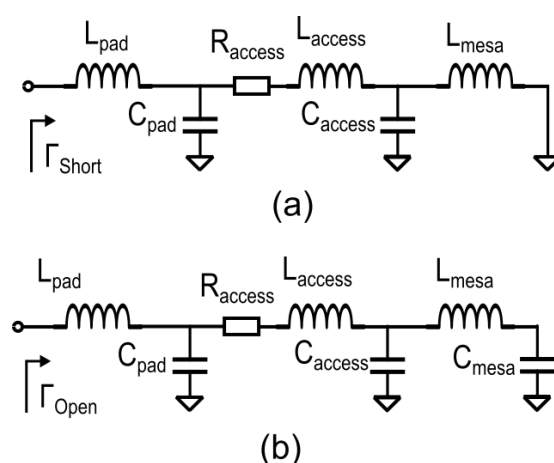 L_pad
R_access
L_access
L_mesa
C_pad
C_access
Γ_Short
(a)
L_pad
R_access
L_access
L_mesa
C_pad
C_access
C_mesa
Γ_Open
(b)